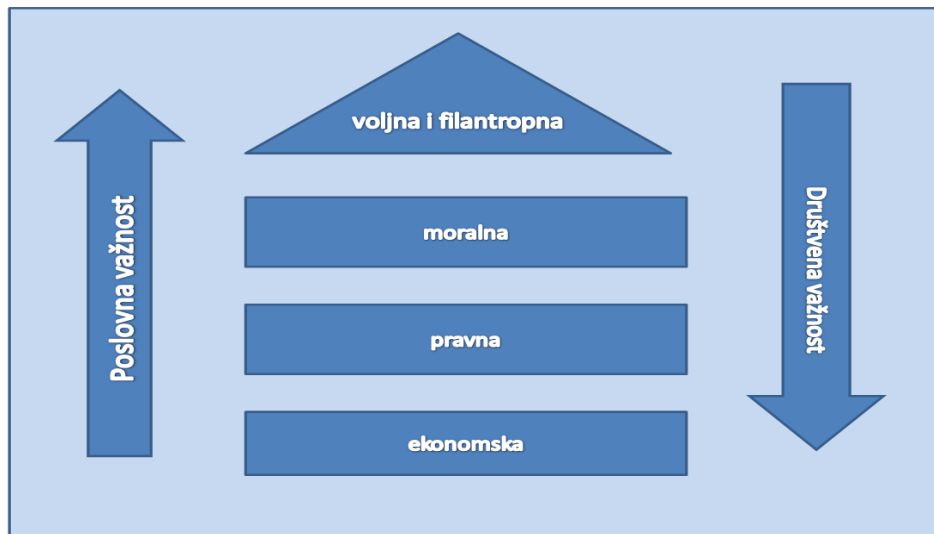 voljna i filantropna
Poslovna važnost
moralna
Društvena važnost
pravna
ekonomska